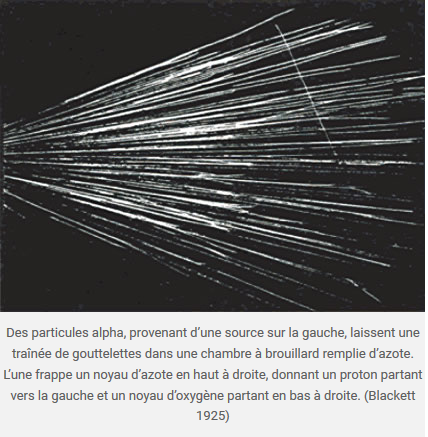 Des particules alpha, provenant d’une source sur la gauche, laissent une
traînée de gouttelettes dans une chambre à brouillard remplie d’azote.
L’une frappe un noyau d’azote en haut à droite, donnant un proton partant
vers la gauche et un noyau d’oxygène partant en bas à droite. (Blackett
1925)